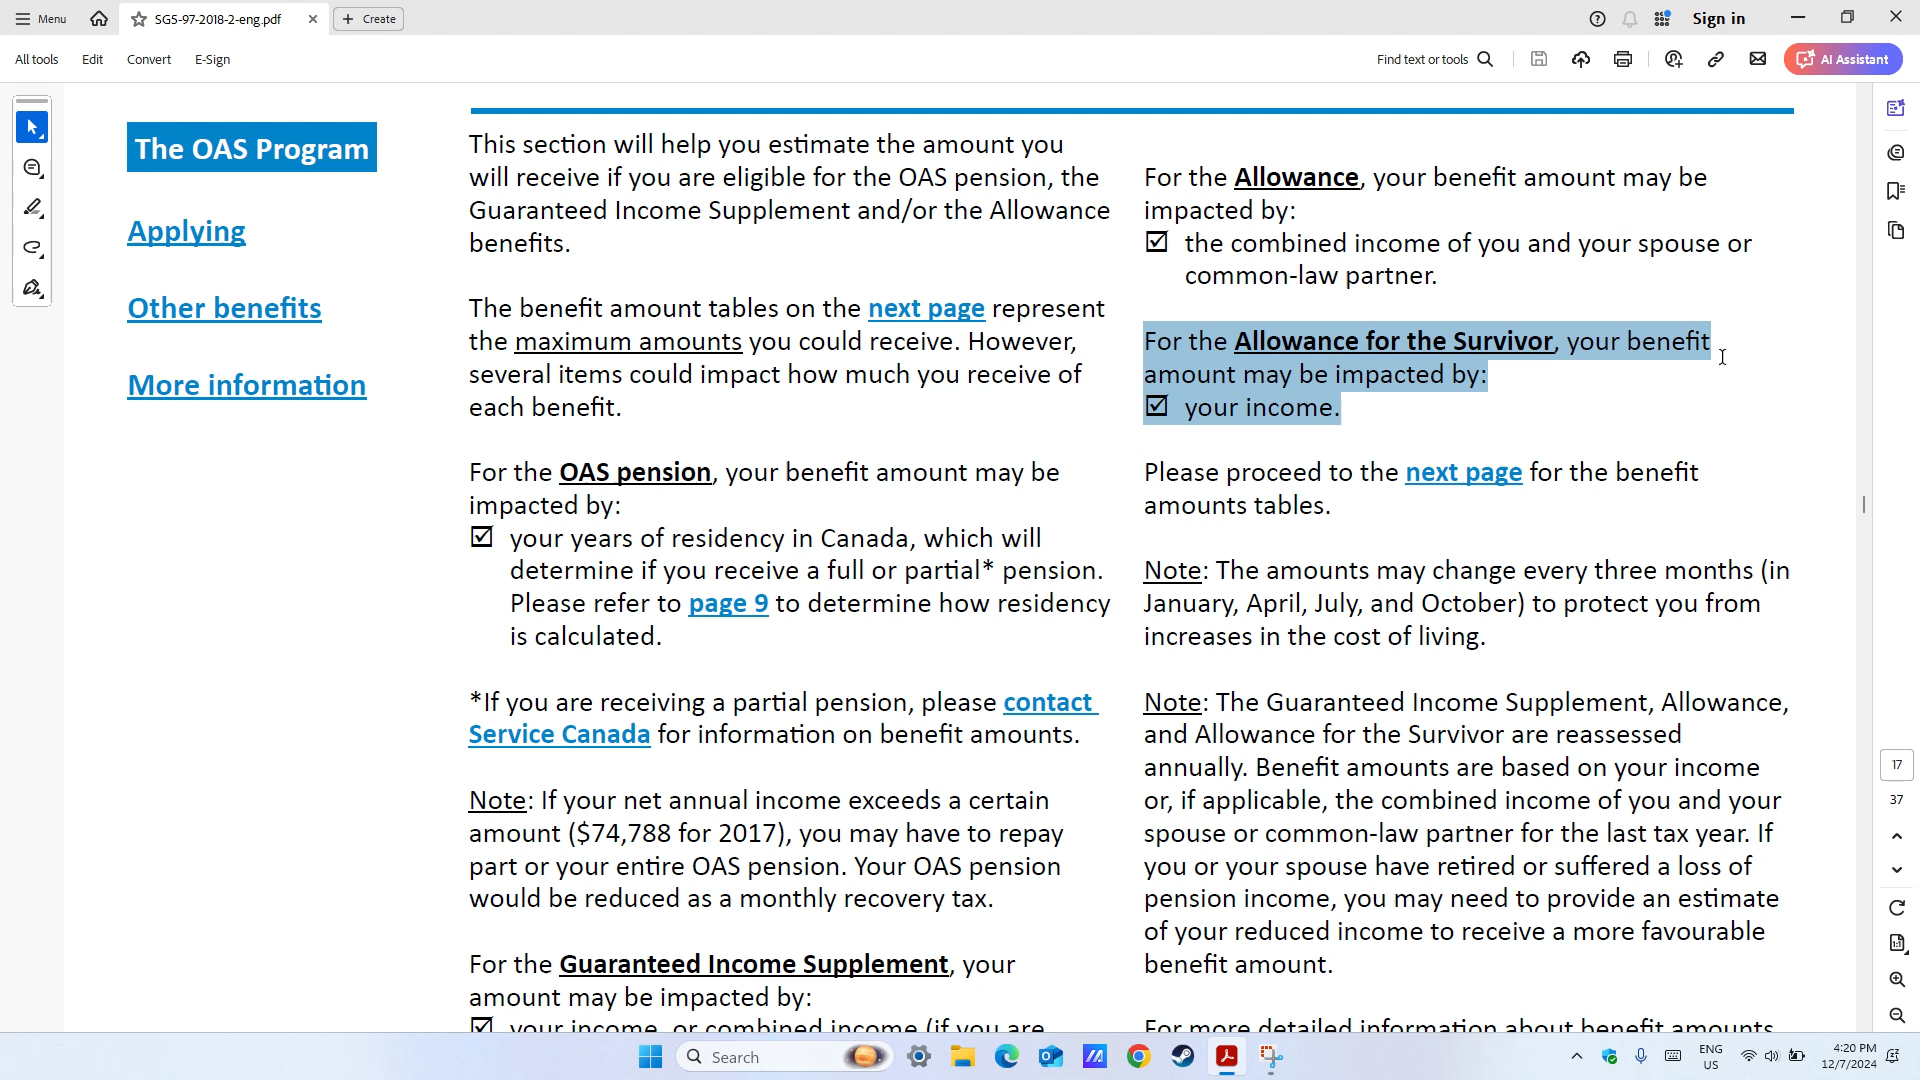 Menu
SG5-97-2018-2-eng.pdf
Create
Sign in
All tools
Edit
Convert
E-Sign
Find text or tools
AI Assistant
The OAS Program
Applying
Other benefits
More information
This section will help you estimate the amount you
will receive if you are eligible for the OAS pension, the
Guaranteed Income Supplement and/or the Allowance
benefits.
The benefit amount tables on the next page represent
the maximum amounts you could receive. However,
several items could impact how much you receive of
each benefit.
For the OAS pension, your benefit amount may be
impacted by:
☑ your years of residency in Canada, which will
determine if you receive a full or partial* pension.
Please refer to page 9 to determine how residency
is calculated.
*If you are receiving a partial pension, please contact
Service Canada for information on benefit amounts.
Note: If your net annual income exceeds a certain
amount ($74,788 for 2017), you may have to repay
part or your entire OAS pension. Your OAS pension
would be reduced as a monthly recovery tax.
For the Guaranteed Income Supplement, your
amount may be impacted by:
☑ your income, or combined income (if you are
For the Allowance, your benefit amount may be
impacted by:
☑ the combined income of you and your spouse or
common-law partner.
For the Allowance for the Survivor, your benefit
amount may be impacted by:
☑ your income.
Please proceed to the next page for the benefit
amounts tables.
Note: The amounts may change every three months (in
January, April, July, and October) to protect you from
increases in the cost of living.
Note: The Guaranteed Income Supplement, Allowance,
and Allowance for the Survivor are reassessed
annually. Benefit amounts are based on your income
or, if applicable, the combined income of you and your
spouse or common-law partner for the last tax year. If
you or your spouse have retired or suffered a loss of
pension income, you may need to provide an estimate
of your reduced income to receive a more favourable
benefit amount.
For more detailed information about benefit amounts
17
37
Search
ENG
US
4:20 PM
12/7/2024